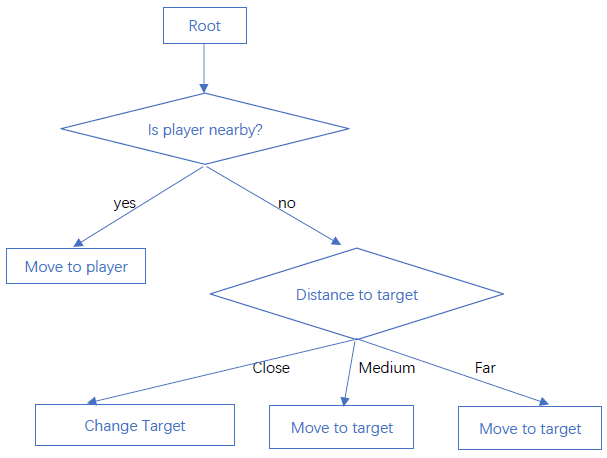 Root
Is player nearby?
yes
no
Move to player
Distance to target
Close
Medium
Far
Change Target
Move to target
Move to target